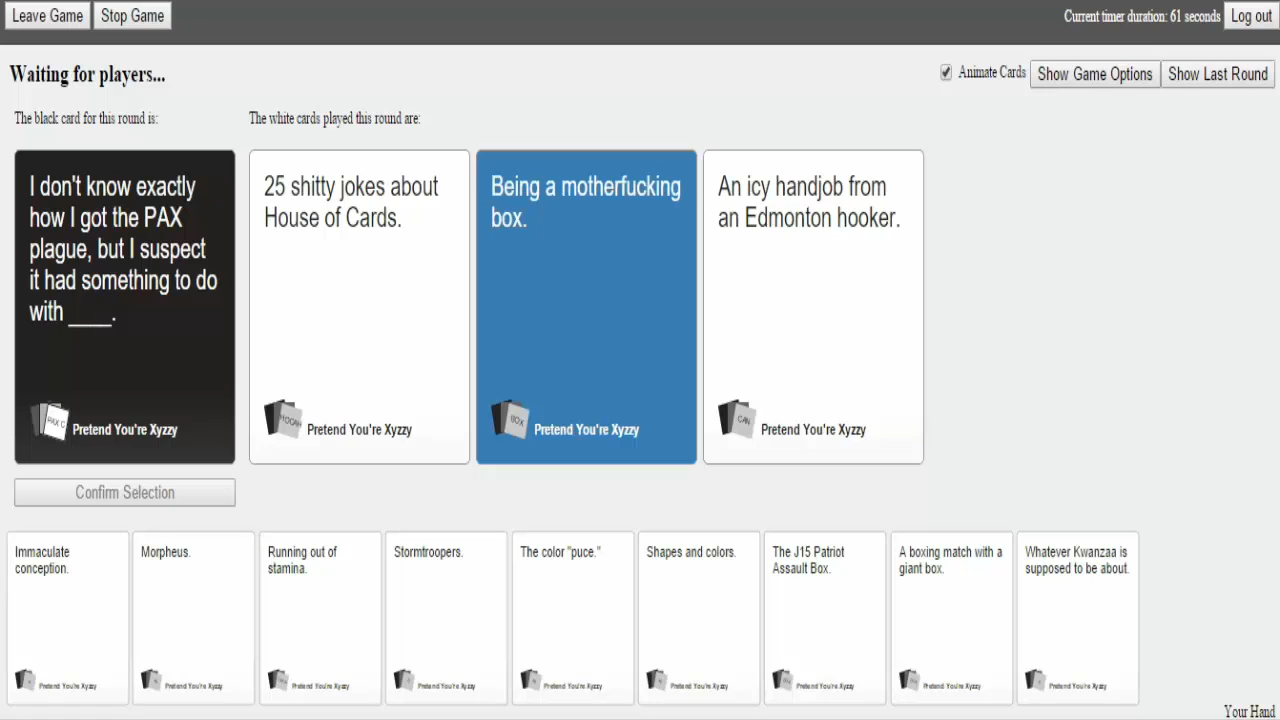 Leave Game
Stop Game
Current timer duration: 61 seconds
Log out
Waiting for players...
Animate Cards
Show Game Options
Show Last Round
The black card for this round is:
The white cards played this round are:
I don't know exactly
how I got the PAX
plague, but I suspect
it had something to do
with ____.
PAX C
Pretend You're Xyzzy
25 shitty jokes about
House of Cards.
Pretend You're Xyzzy
Being a motherfucking
box.
BOX
Pretend You're Xyzzy
An icy handjob from
an Edmonton hooker.
CAN
Pretend You're Xyzzy
Confirm Selection
Immaculate
conception.
Pretend You're Xyzzy
Morpheus.
Pretend You're Xyzzy
Running out of
stamina.
Pretend You're Xyzzy
Stormtroopers.
Pretend You're Xyzzy
The color "puce."
Pretend You're Xyzzy
Shapes and colors.
Pretend You're Xyzzy
The J15 Patriot
Assault Box.
Pretend You're Xyzzy
A boxing match with a
giant box.
Pretend You're Xyzzy
Whatever Kwanzaa is
supposed to be about.
Pretend You're Xyzzy
Your Hand